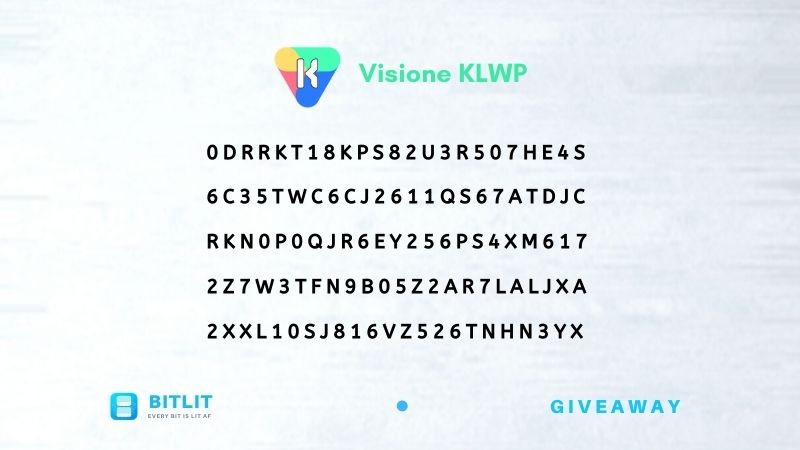 Visione KLWP
0DRRKT18KPS82U3R507HE4S
6C35TWC6CJ2611QS67ATDJC
RKN0P0QJR6EY256PS4XM617
2Z7W3TFN9B05Z2AR7LALJXA
2XXL10SJ816VZ526TNHN3YX
BITLIT
EVERY BIT IS LIT AF
GIVEAWAY